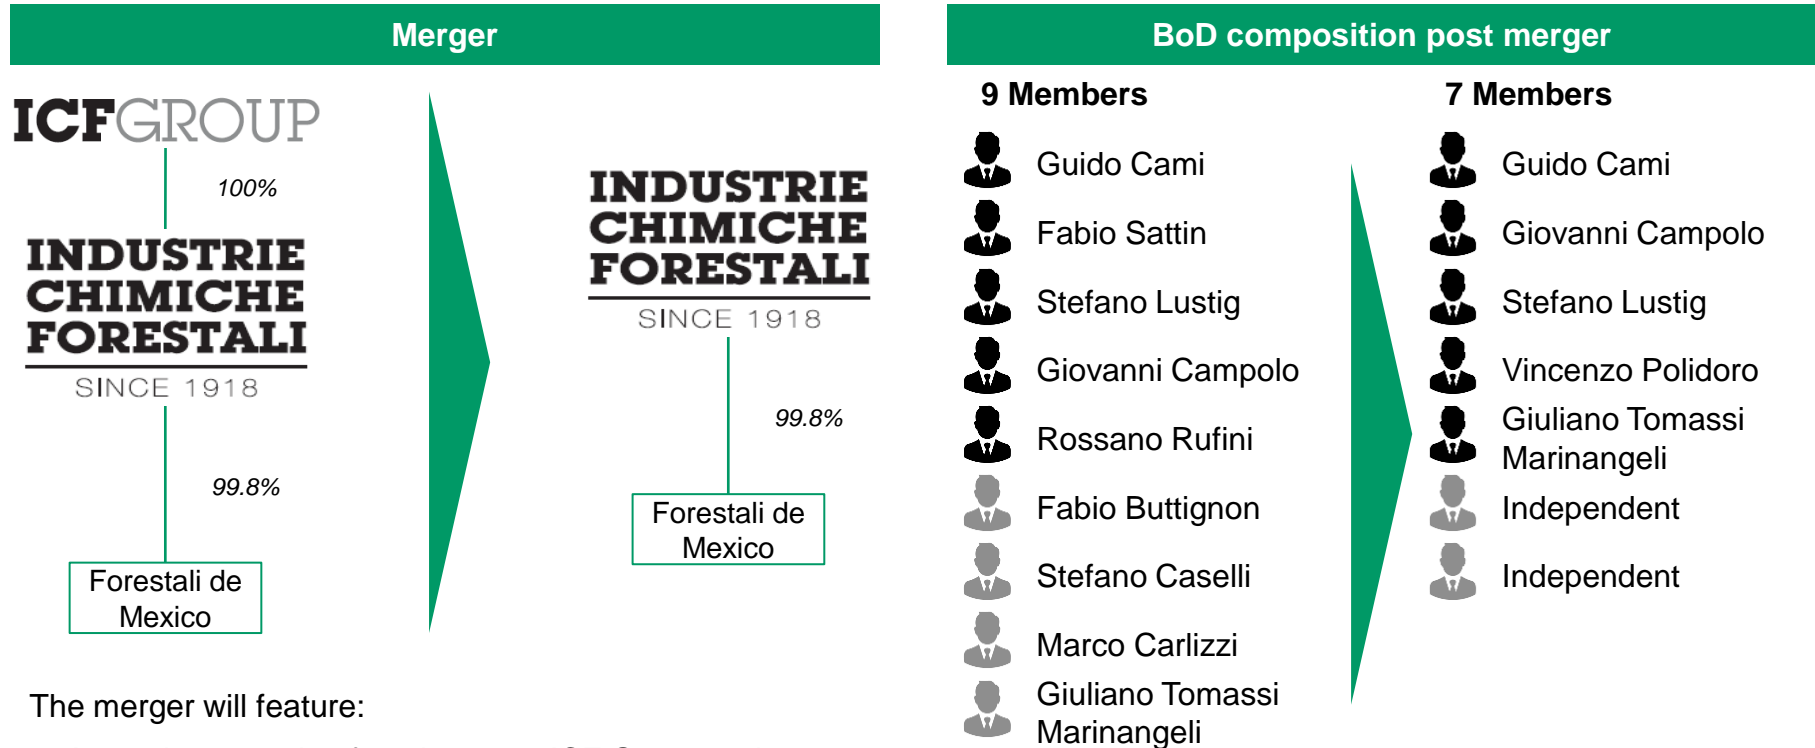 Merger
ICFGROUP
100%
INDUSTRIE
CHIMICHE
FORESTALI
SINCE 1918
99.8%
Forestali de
Mexico
INDUSTRIE
CHIMICHE
FORESTALI
SINCE 1918
99.8%
Forestali de
Mexico
The merger will feature:
BoD composition post merger
9 Members
Guido Cami
Fabio Sattin
Stefano Lustig
Giovanni Campolo
Rossano Rufini
Fabio Buttignon
Stefano Caselli
Marco Carlizzi
Giuliano Tomassi
Marinangeli
7 Members
Guido Cami
Giovanni Campolo
Stefano Lustig
Vincenzo Polidoro
Giuliano Tomassi
Marinangeli
Independent
Independent